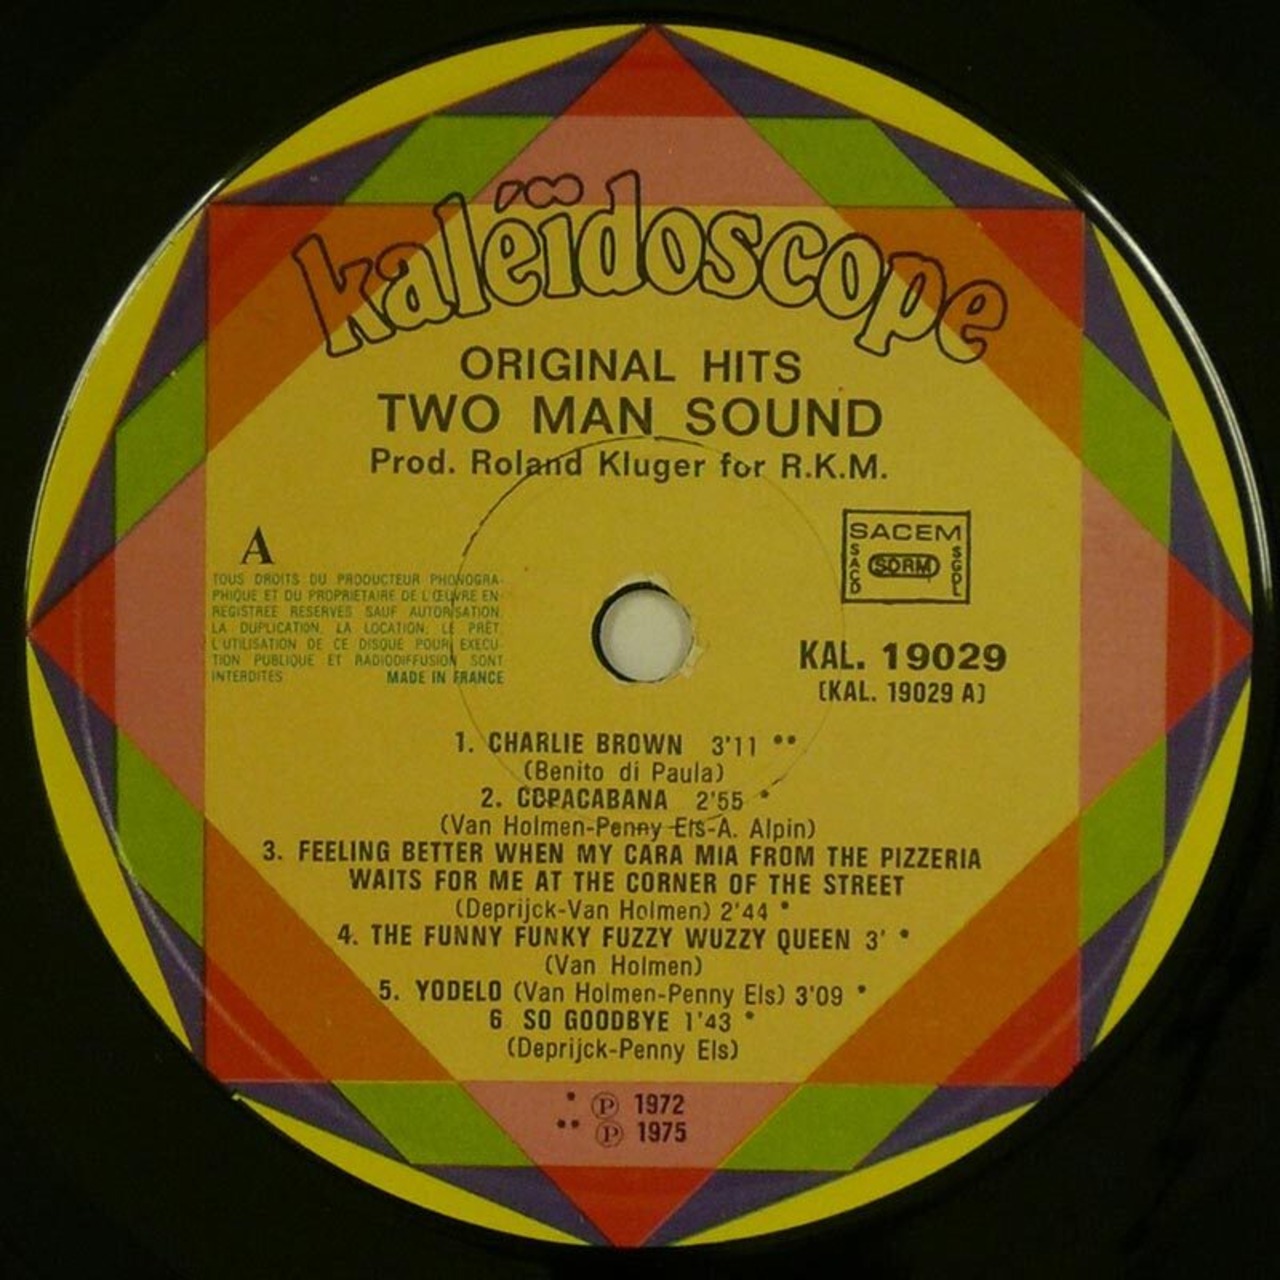 kaléïdoscope
ORIGINAL HITS
TWO MAN SOUND
Prod. Roland Kluger for R.K.M.
A
TOUS DROITS DU PRODUCTEUR PHONOGRA-
PHIQUE ET DU PROPRIETAIRE DE L'ŒUVRE EN-
REGISTREE RESERVES SAUF AUTORISATION,
LA DUPLICATION, LA LOCATION, LE PRÊT,
L'UTILISATION DE CE DISQUE POUR EXECU-
TION PUBLIQUE ET RADIODIFFUSION SONT
INTERDITES MADE IN FRANCE
SACEM
SACD SDRM SGDL
KAL. 19029
(KAL. 19029 A)
1. CHARLIE BROWN 3'11 **
(Benito di Paula)
2. COPACABANA 2'55 *
(Van Holmen-Penny Els-A. Alpin)
3. FEELING BETTER WHEN MY CARA MIA FROM THE PIZZERIA
WAITS FOR ME AT THE CORNER OF THE STREET
(Deprijck-Van Holmen) 2'44 *
4. THE FUNNY FUNKY FUZZY WUZZY QUEEN 3' *
(Van Holmen)
5. YODELO (Van Holmen-Penny Els) 3'09 *
6 SO GOODBYE 1'43 *
(Deprijck-Penny Els)
* Ⓟ 1972
** Ⓟ 1975